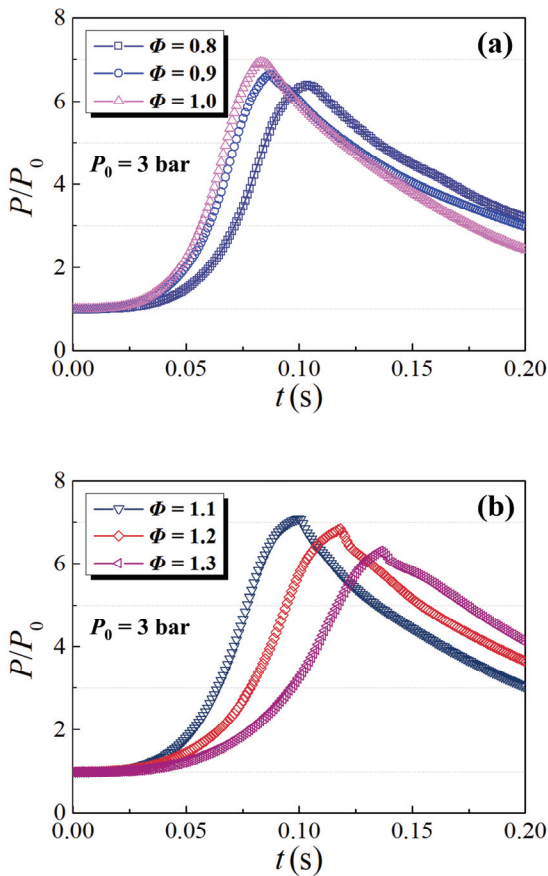 8
(a)
Φ = 0.8
Φ = 0.9
Φ = 1.0
6
P₀ = 3 bar
P/P₀
4
2
0
0.00 0.05 0.10 0.15 0.20
t (s)
8
(b)
Φ = 1.1
Φ = 1.2
Φ = 1.3
6
P₀ = 3 bar
P/P₀
4
2
0
0.00 0.05 0.10 0.15 0.20
t (s)